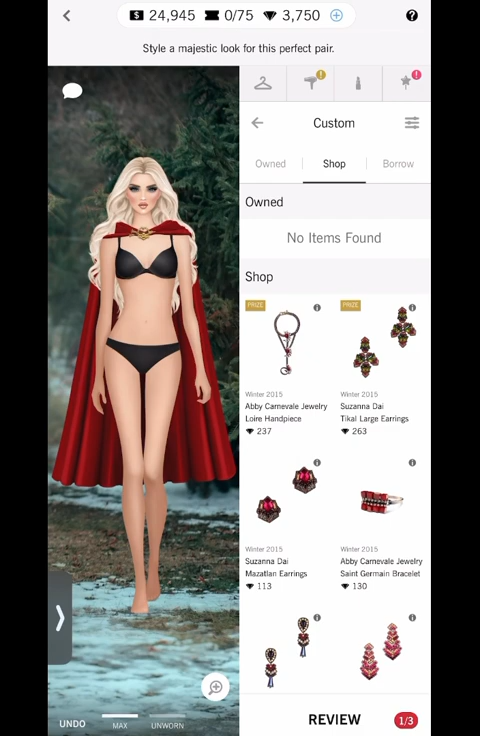 $ 24,945 0/75 3,750
?
Style a majestic look for this perfect pair.
!
!
Custom
Owned Shop Borrow
Owned
No Items Found
Shop
PRIZE
i
PRIZE
i
Winter 2015
Abby Carnevale Jewelry
Loire Handpiece
237
Winter 2015
Suzanna Dai
Tikal Large Earrings
263
i
i
Winter 2015
Suzanna Dai
Mazatlan Earrings
113
Winter 2015
Abby Carnevale Jewelry
Saint Germain Bracelet
130
i
i
UNDO
MAX
UNWORN
REVIEW
1/3